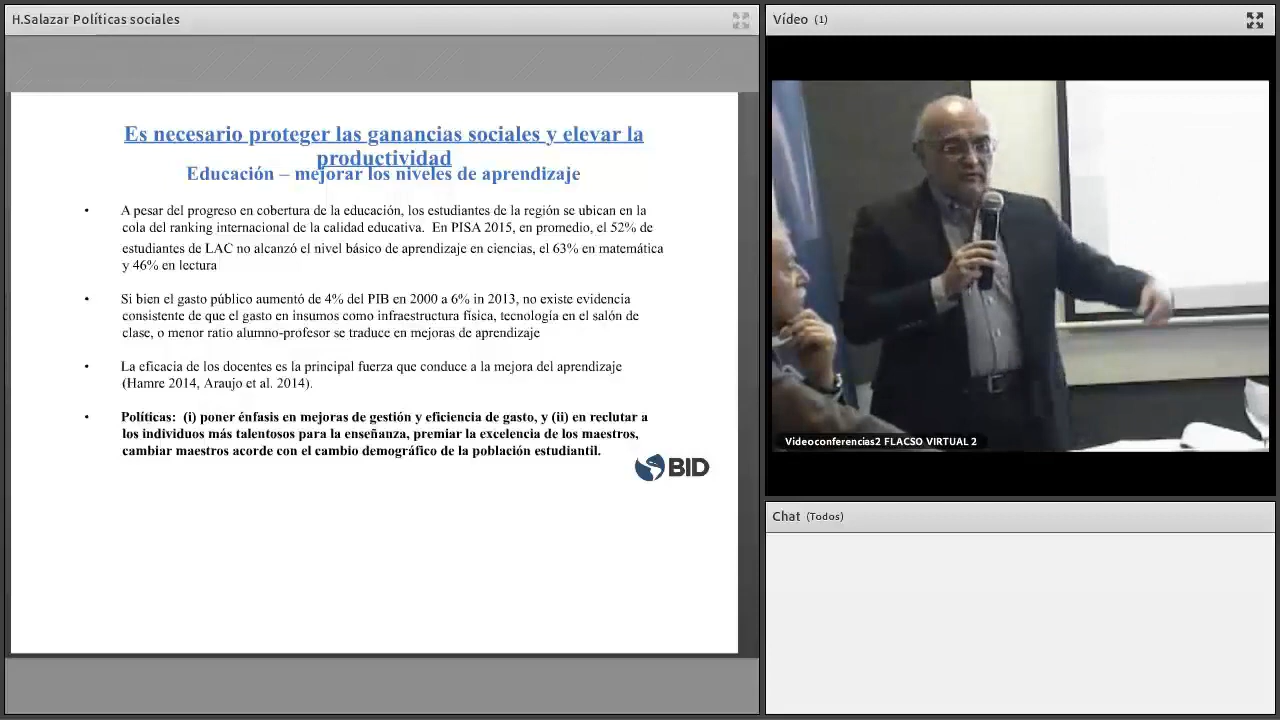 H.Salazar Políticas sociales
Es necesario proteger las ganancias sociales y elevar la
productividad
Educación – mejorar los niveles de aprendizaje
• A pesar del progreso en cobertura de la educación, los estudiantes de la región se ubican en la
cola del ranking internacional de la calidad educativa. En PISA 2015, en promedio, el 52% de
estudiantes de LAC no alcanzó el nivel básico de aprendizaje en ciencias, el 63% en matemática
y 46% en lectura
• Si bien el gasto público aumentó de 4% del PIB en 2000 a 6% in 2013, no existe evidencia
consistente de que el gasto en insumos como infraestructura física, tecnología en el salón de
clase, o menor ratio alumno-profesor se traduce en mejoras de aprendizaje
• La eficacia de los docentes es la principal fuerza que conduce a la mejora del aprendizaje
(Hamre 2014, Araujo et al. 2014).
• Políticas: (i) poner énfasis en mejoras de gestión y eficiencia de gasto, y (ii) en reclutar a
los individuos más talentosos para la enseñanza, premiar la excelencia de los maestros,
cambiar maestros acorde con el cambio demográfico de la población estudiantil.
BID
Vídeo (1)
Videoconferencias2 FLACSO VIRTUAL 2
Chat (Todos)